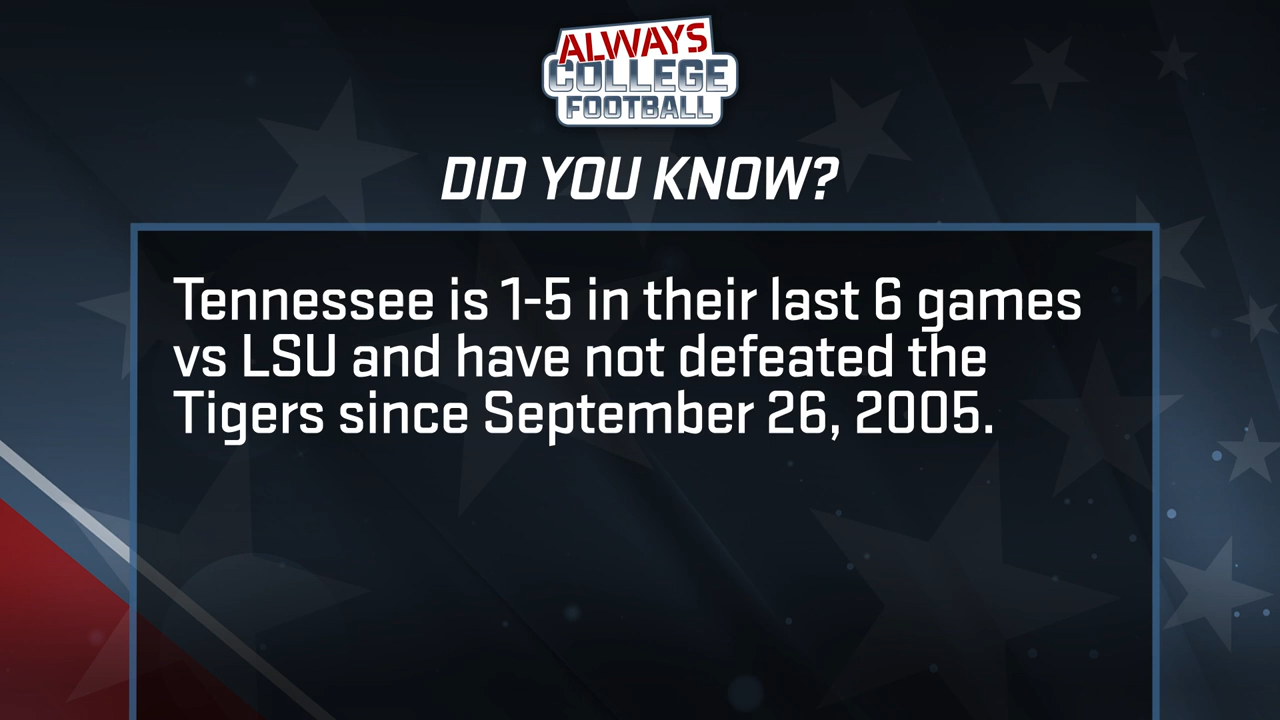 ALWAYS
COLLEGE
FOOTBALL
DID YOU KNOW?
Tennessee is 1-5 in their last 6 games
vs LSU and have not defeated the
Tigers since September 26, 2005.